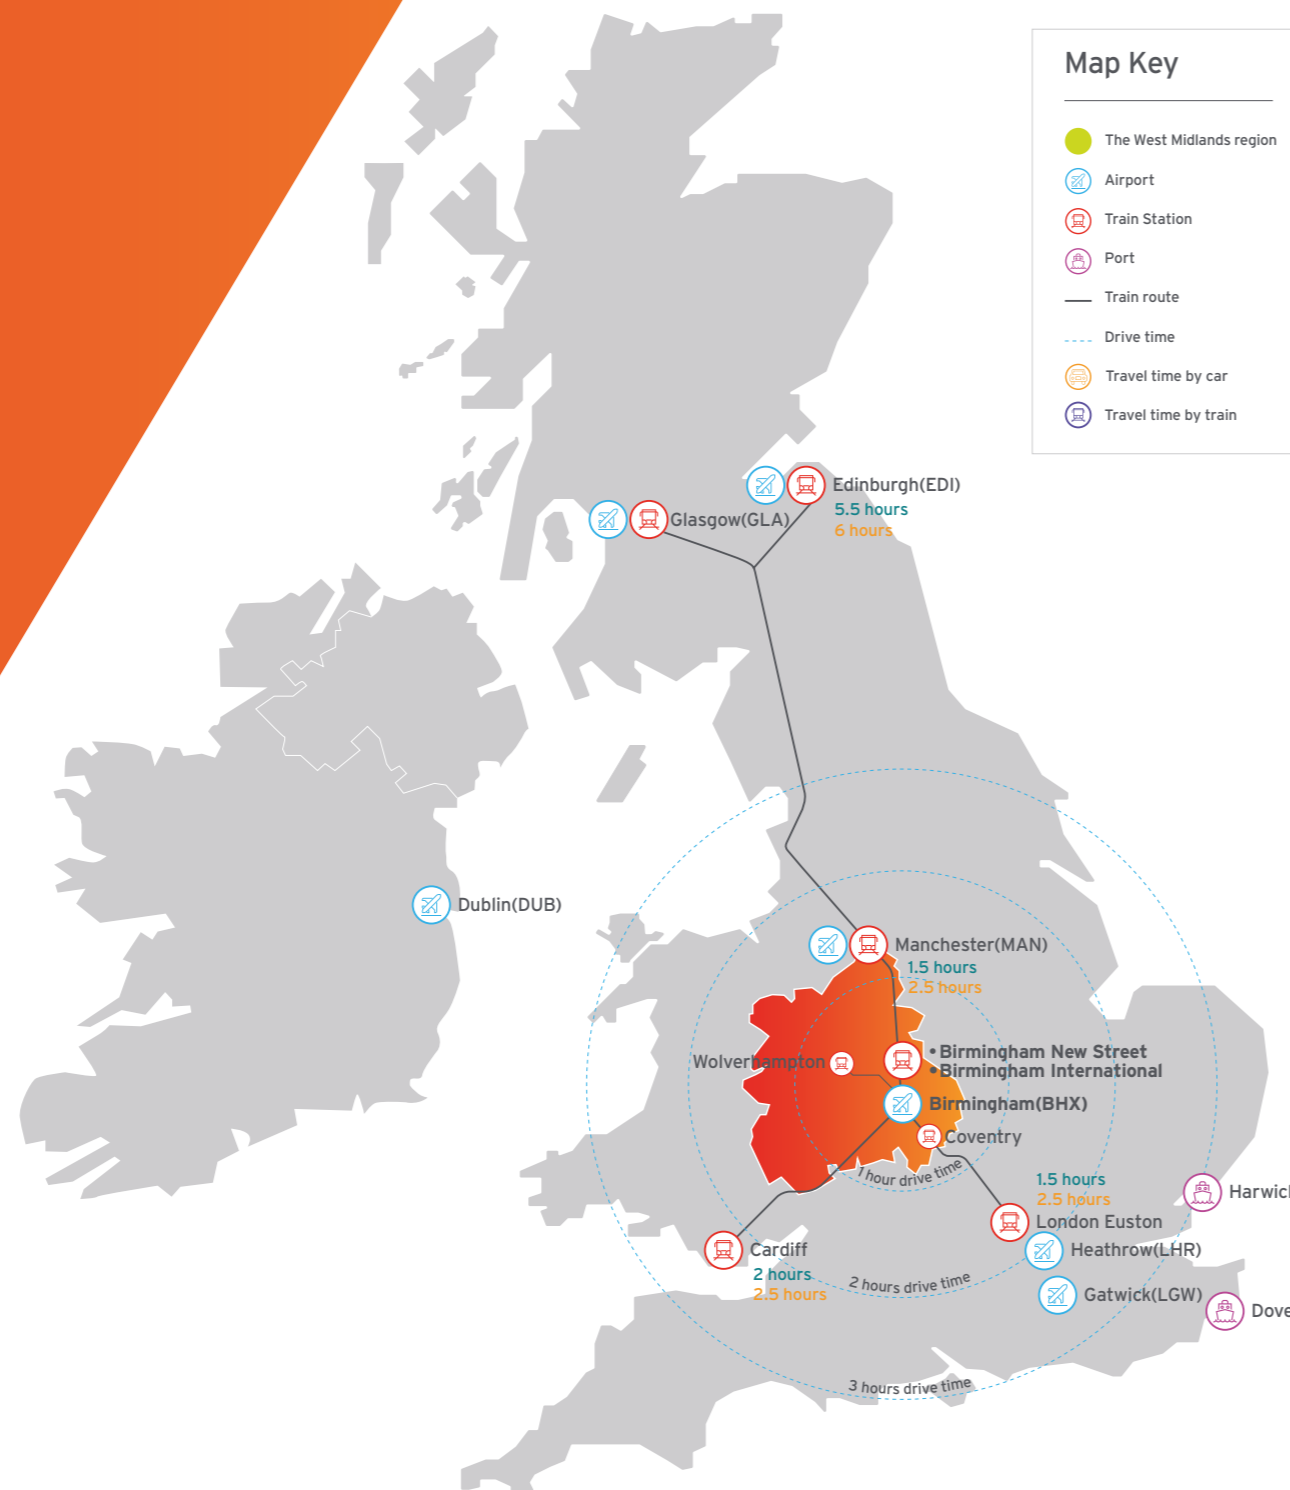 Map Key
The West Midlands region
Airport
Train Station
Port
Train route
Drive time
Travel time by car
Travel time by train
Edinburgh(EDI)
5.5 hours
6 hours
Glasgow(GLA)
Dublin(DUB)
Manchester(MAN)
1.5 hours
2.5 hours
Wolverhampton
• Birmingham New Street
• Birmingham International
Birmingham(BHX)
Coventry
1 hour drive time
1.5 hours
2.5 hours
London Euston
Harwich
Cardiff
2 hours
2.5 hours
Heathrow(LHR)
2 hours drive time
Gatwick(LGW)
Dove
3 hours drive time